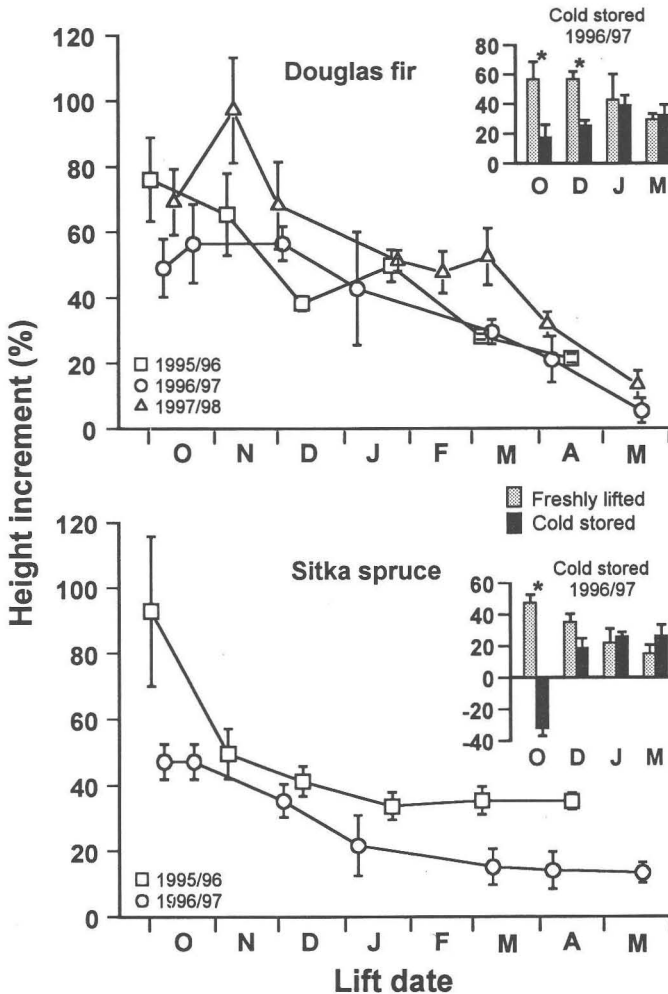 Cold stored
1996/97
Douglas fir
120
100
80
60
40
20
0
60
40
20
0
* *
O D J M
1995/96
1996/97
1997/98
O N D J F M A M
Height increment (%)
Freshly lifted
Cold stored
Cold stored
1996/97
Sitka spruce
120
100
80
60
40
20
0
60
40
20
0
-20
-40
*
O D J M
1995/96
1996/97
O N D J F M A M
Lift date